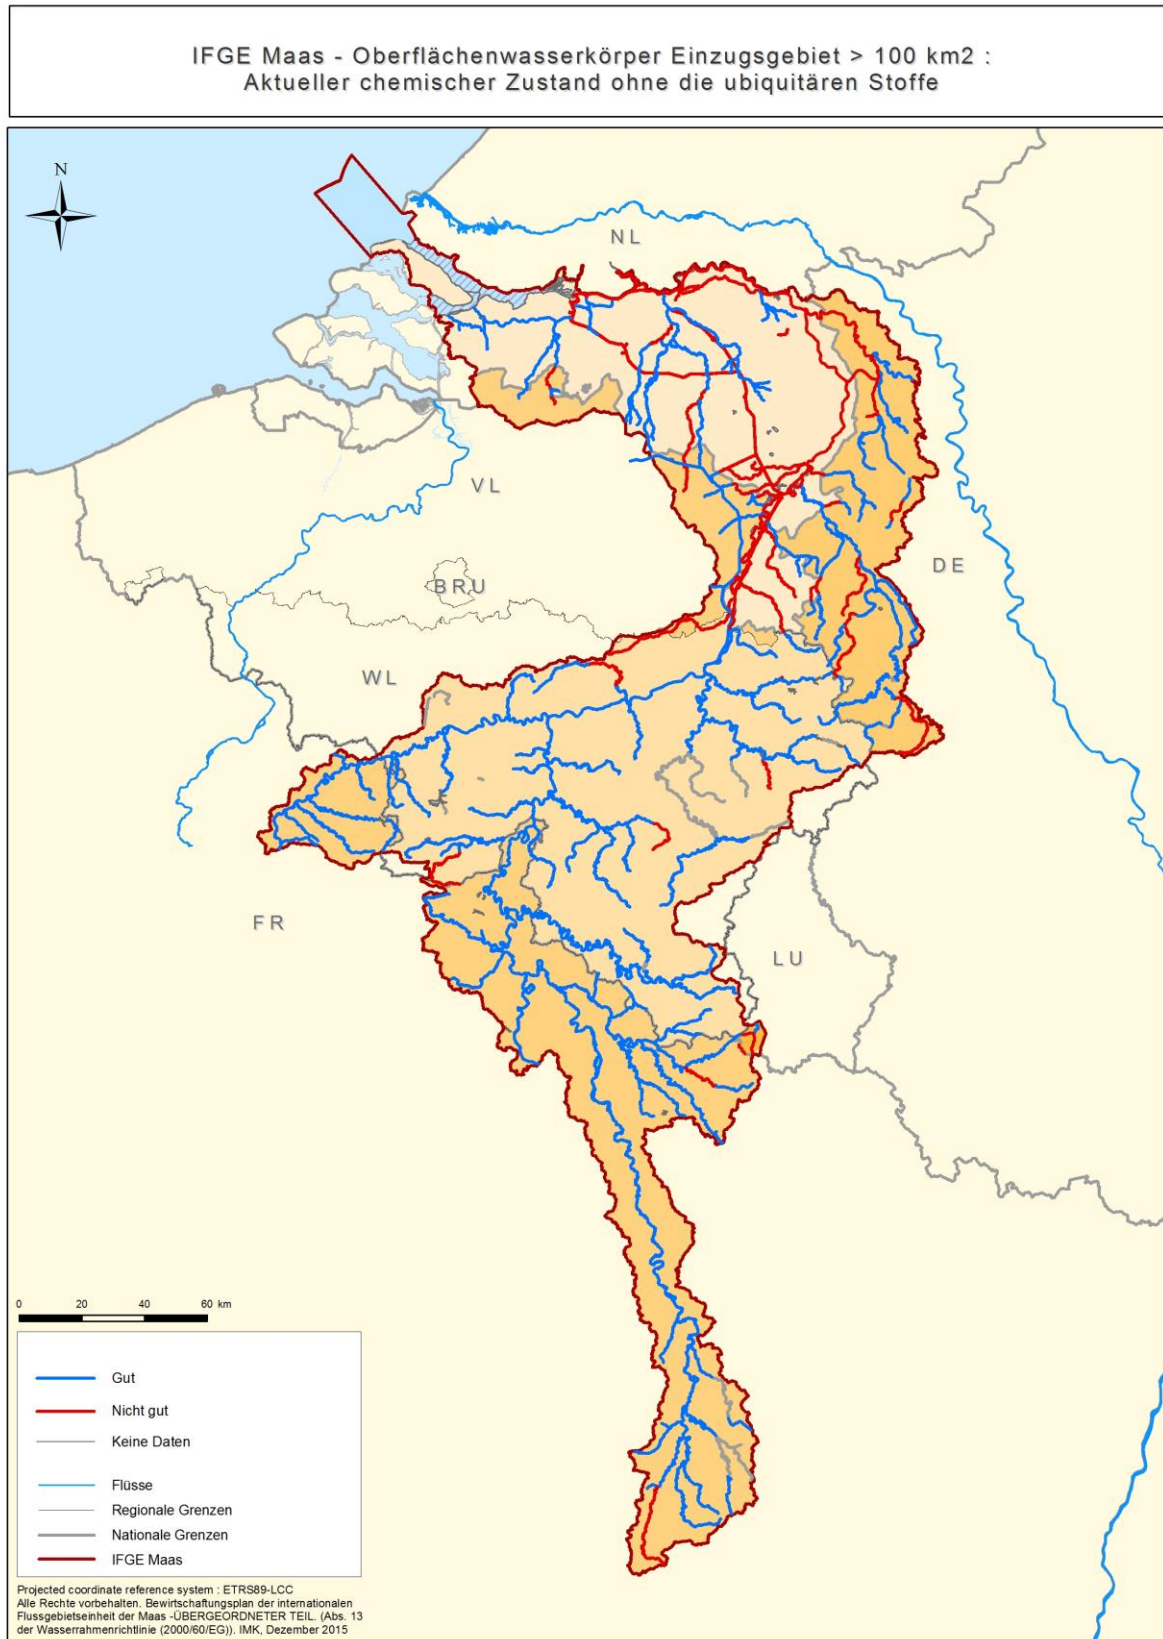 IFGE Maas - Oberflächenwasserkörper Einzugsgebiet > 100 km2 :
Aktueller chemischer Zustand ohne die ubiquitären Stoffe
N
NL
VL
DE
BRU
WL
FR
LU
0 20 40 60 km
Gut
Nicht gut
Keine Daten
Flüsse
Regionale Grenzen
Nationale Grenzen
IFGE Maas
Projected coordinate reference system : ETRS89-LCC
Alle Rechte vorbehalten. Bewirtschaftungsplan der internationalen
Flussgebietseinheit der Maas -ÜBERGEORDNETER TEIL. (Abs. 13
der Wasserrahmenrichtlinie (2000/60/EG)). IMK, Dezember 2015